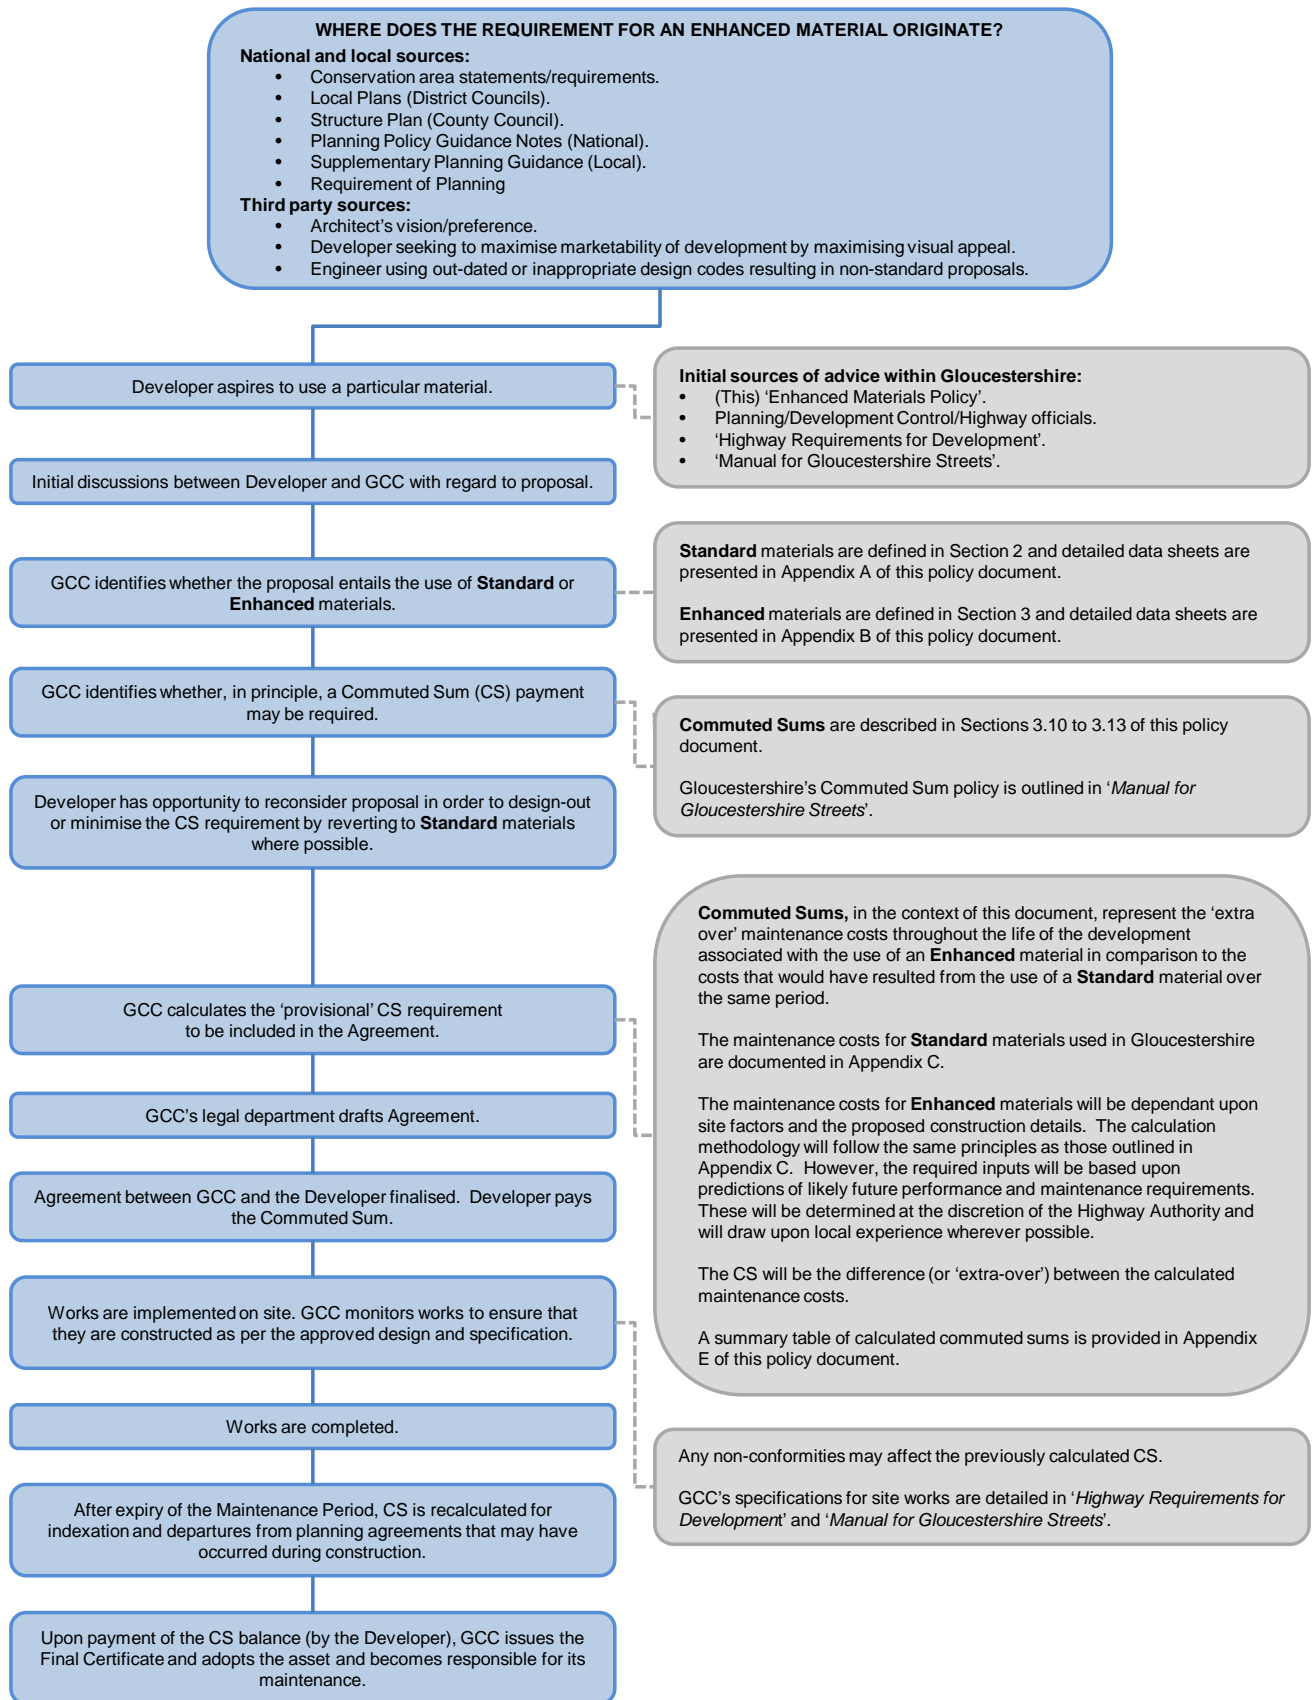 WHERE DOES THE REQUIREMENT FOR AN ENHANCED MATERIAL ORIGINATE?
National and local sources:
• Conservation area statements/requirements.
• Local Plans (District Councils).
• Structure Plan (County Council).
• Planning Policy Guidance Notes (National).
• Supplementary Planning Guidance (Local).
• Requirement of Planning
Third party sources:
• Architect's vision/preference.
• Developer seeking to maximise marketability of development by maximising visual appeal.
• Engineer using out-dated or inappropriate design codes resulting in non-standard proposals.
Developer aspires to use a particular material.
Initial sources of advice within Gloucestershire:
• (This) 'Enhanced Materials Policy'.
• Planning/Development Control/Highway officials.
• 'Highway Requirements for Development'.
• 'Manual for Gloucestershire Streets'.
Initial discussions between Developer and GCC with regard to proposal.
GCC identifies whether the proposal entails the use of Standard or
Enhanced materials.
Standard materials are defined in Section 2 and detailed data sheets are
presented in Appendix A of this policy document.
Enhanced materials are defined in Section 3 and detailed data sheets are
presented in Appendix B of this policy document.
GCC identifies whether, in principle, a Commuted Sum (CS) payment
may be required.
Commuted Sums are described in Sections 3.10 to 3.13 of this policy
document.
Gloucestershire's Commuted Sum policy is outlined in 'Manual for
Gloucestershire Streets'.
Developer has opportunity to reconsider proposal in order to design-out
or minimise the CS requirement by reverting to Standard materials
where possible.
GCC calculates the 'provisional' CS requirement
to be included in the Agreement.
Commuted Sums, in the context of this document, represent the 'extra
over' maintenance costs throughout the life of the development
associated with the use of an Enhanced material in comparison to the
costs that would have resulted from the use of a Standard material over
the same period.
The maintenance costs for Standard materials used in Gloucestershire
are documented in Appendix C.
The maintenance costs for Enhanced materials will be dependant upon
site factors and the proposed construction details. The calculation
methodology will follow the same principles as those outlined in
Appendix C. However, the required inputs will be based upon
predictions of likely future performance and maintenance requirements.
These will be determined at the discretion of the Highway Authority and
will draw upon local experience wherever possible.
The CS will be the difference (or 'extra-over') between the calculated
maintenance costs.
A summary table of calculated commuted sums is provided in Appendix
E of this policy document.
GCC's legal department drafts Agreement.
Agreement between GCC and the Developer finalised. Developer pays
the Commuted Sum.
Works are implemented on site. GCC monitors works to ensure that
they are constructed as per the approved design and specification.
Works are completed.
Any non-conformities may affect the previously calculated CS.
GCC's specifications for site works are detailed in 'Highway Requirements for
Development' and 'Manual for Gloucestershire Streets'.
After expiry of the Maintenance Period, CS is recalculated for
indexation and departures from planning agreements that may have
occurred during construction.
Upon payment of the CS balance (by the Developer), GCC issues the
Final Certificate and adopts the asset and becomes responsible for its
maintenance.